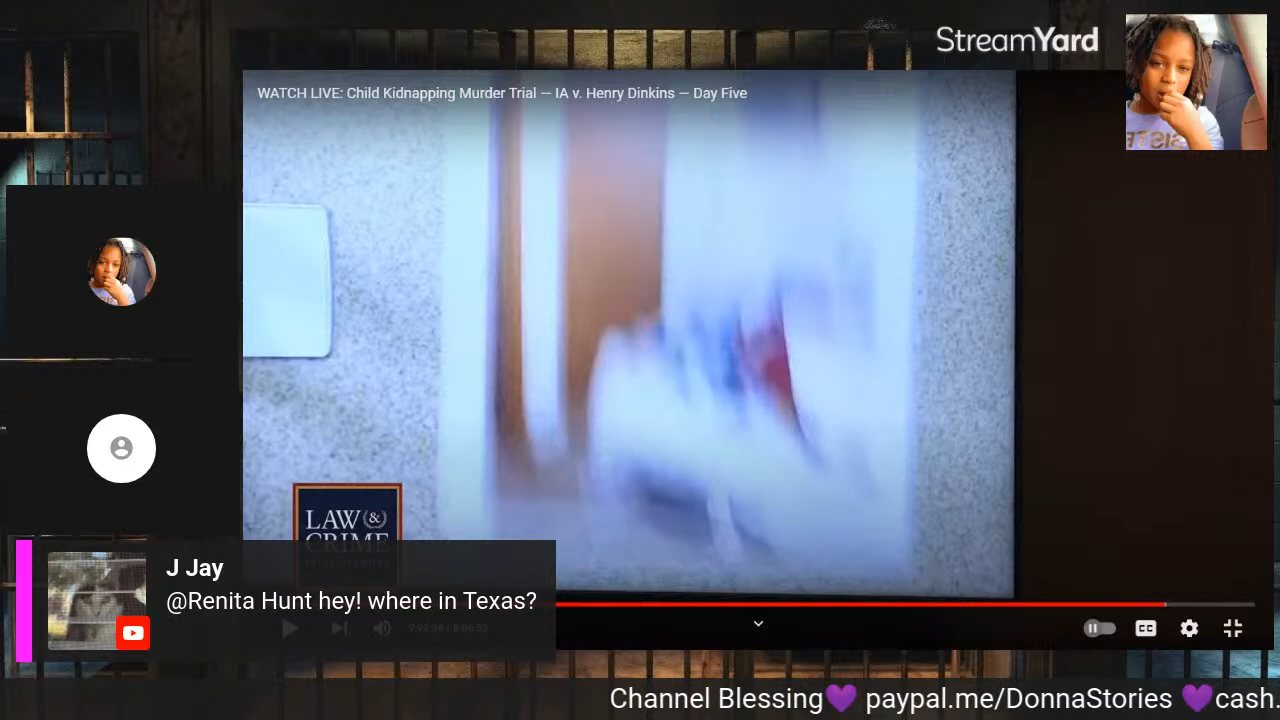 StreamYard
WATCH LIVE: Child Kidnapping Murder Trial — IA v. Henry Dinkins — Day Five
LAW &
CRIME
J Jay
@Renita Hunt hey! where in Texas?
CC
Channel Blessing💜 paypal.me/DonnaStories 💜cash.